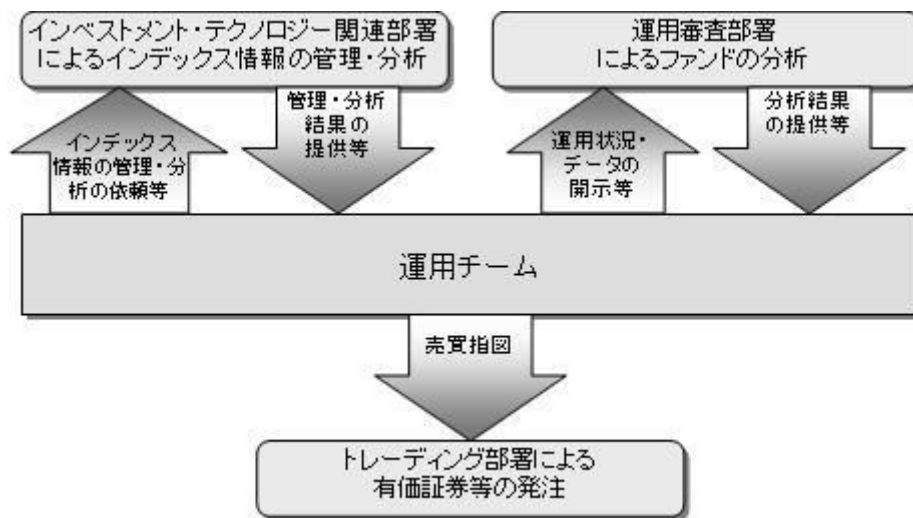 インベストメント・テクノロジー関連部署
によるインデックス情報の管理・分析
運用審査部署
によるファンドの分析
インデックス
情報の管理・分
析の依頼等
管理・分析
結果の
提供等
運用状況・
データの
開示等
分析結果
の提供等
運用チーム
売買指図
トレーディング部署による
有価証券等の発注